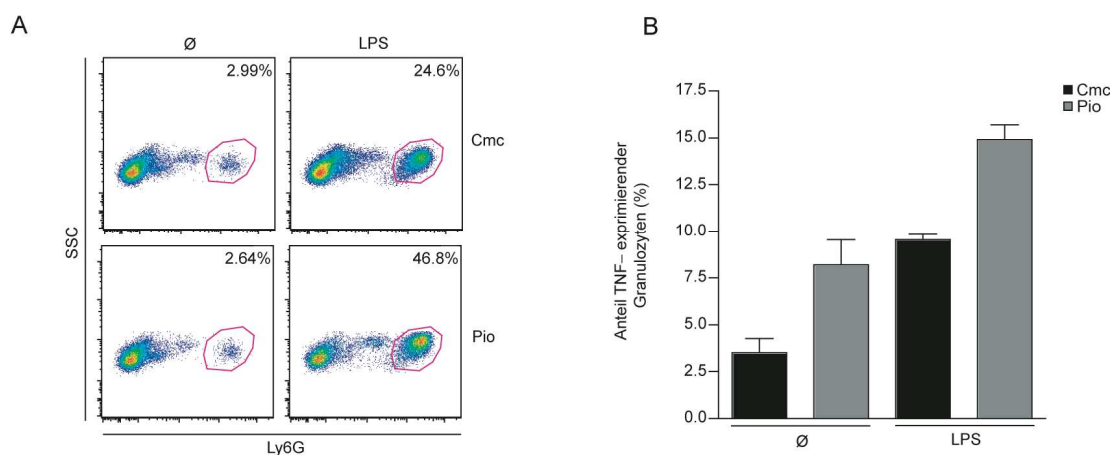 A
Ø
LPS
2.99%
24.6%
Cmc
2.64%
46.8%
Pio
SSC
Ly6G
B
Cmc
Pio
17.5
15.0
12.5
10.0
7.5
5.0
2.5
0.0
Anteil TNF– exprimierender
Granulozyten (%)
Ø
LPS